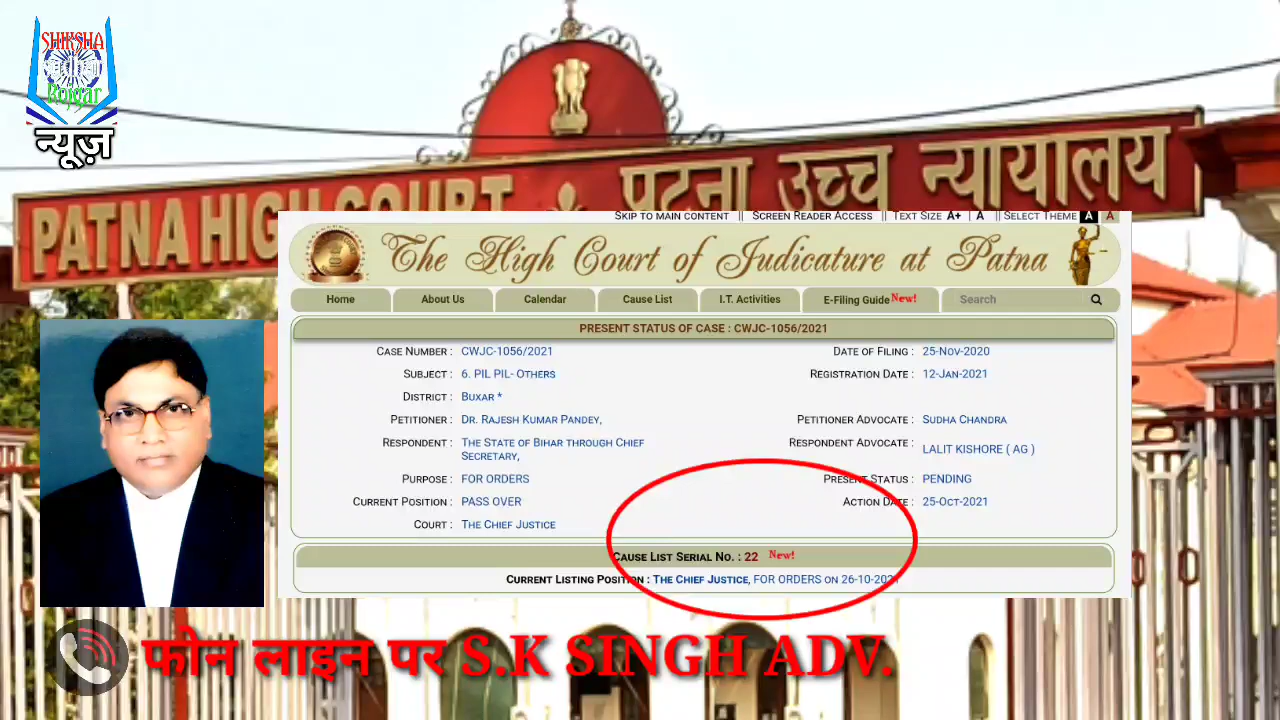 SHIKSHA
Rojgar
न्यूज़
PATNA HIGH COURT पटना उच्च न्यायालय
SKIP TO MAIN CONTENT || SCREEN READER ACCESS || TEXT SIZE A+ | A || SELECT THEME A A
The High Court of Judicature at Patna
Home About Us Calendar Cause List I.T. Activities E-Filing Guide New! Search
PRESENT STATUS OF CASE : CWJC-1056/2021
CASE NUMBER : CWJC-1056/2021 DATE OF FILING : 25-NOV-2020
SUBJECT : 6. PIL PIL- OTHERS REGISTRATION DATE : 12-JAN-2021
DISTRICT : BUXAR *
PETITIONER : DR. RAJESH KUMAR PANDEY, PETITIONER ADVOCATE : SUDHA CHANDRA
RESPONDENT : THE STATE OF BIHAR THROUGH CHIEF SECRETARY, RESPONDENT ADVOCATE : LALIT KISHORE ( AG )
PURPOSE : FOR ORDERS PRESENT STATUS : PENDING
CURRENT POSITION : PASS OVER ACTION DATE : 25-OCT-2021
COURT : THE CHIEF JUSTICE
CAUSE LIST SERIAL NO. : 22 New!
CURRENT LISTING POSITION : THE CHIEF JUSTICE, FOR ORDERS ON 26-10-2021
फोन लाइन पर S.K SINGH ADV.